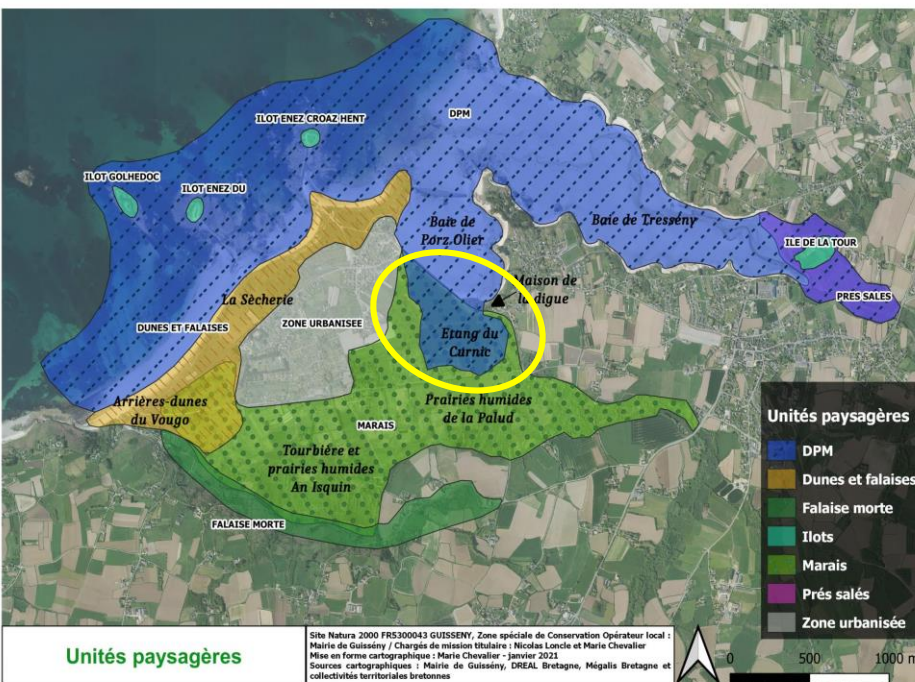 ILOT ENEZ CROAZ HENT
DPM
ILOT GOLHEDOC
ILOT ENEZ DU
Baie de
Porz Olier
Baie de Tressény
ILE DE LA TOUR
Maison de
la digue
PRES SALES
La Sècherie
DUNES ET FALAISES
ZONE URBANISEE
Etang du
Curnic
Arrières-dunes
du Vougo
Prairies humides
de la Palud
MARAIS
Tourbière et
prairies humides
An Isquin
FALAISE MORTE
Unités paysagères
DPM
Dunes et falaises
Falaise morte
Ilots
Marais
Prés salés
Zone urbanisée
Unités paysagères
Site Natura 2000 FR5300043 GUISSENY, Zone spéciale de Conservation Opérateur local :
Mairie de Guissény / Chargés de mission titulaire : Nicolas Loncle et Marie Chevalier
Mise en forme cartographique : Marie Chevalier - janvier 2021
Sources cartographiques : Mairie de Guissény, DREAL Bretagne, Mégalis Bretagne et
collectivités territoriales bretonnes
0 500 1000 m